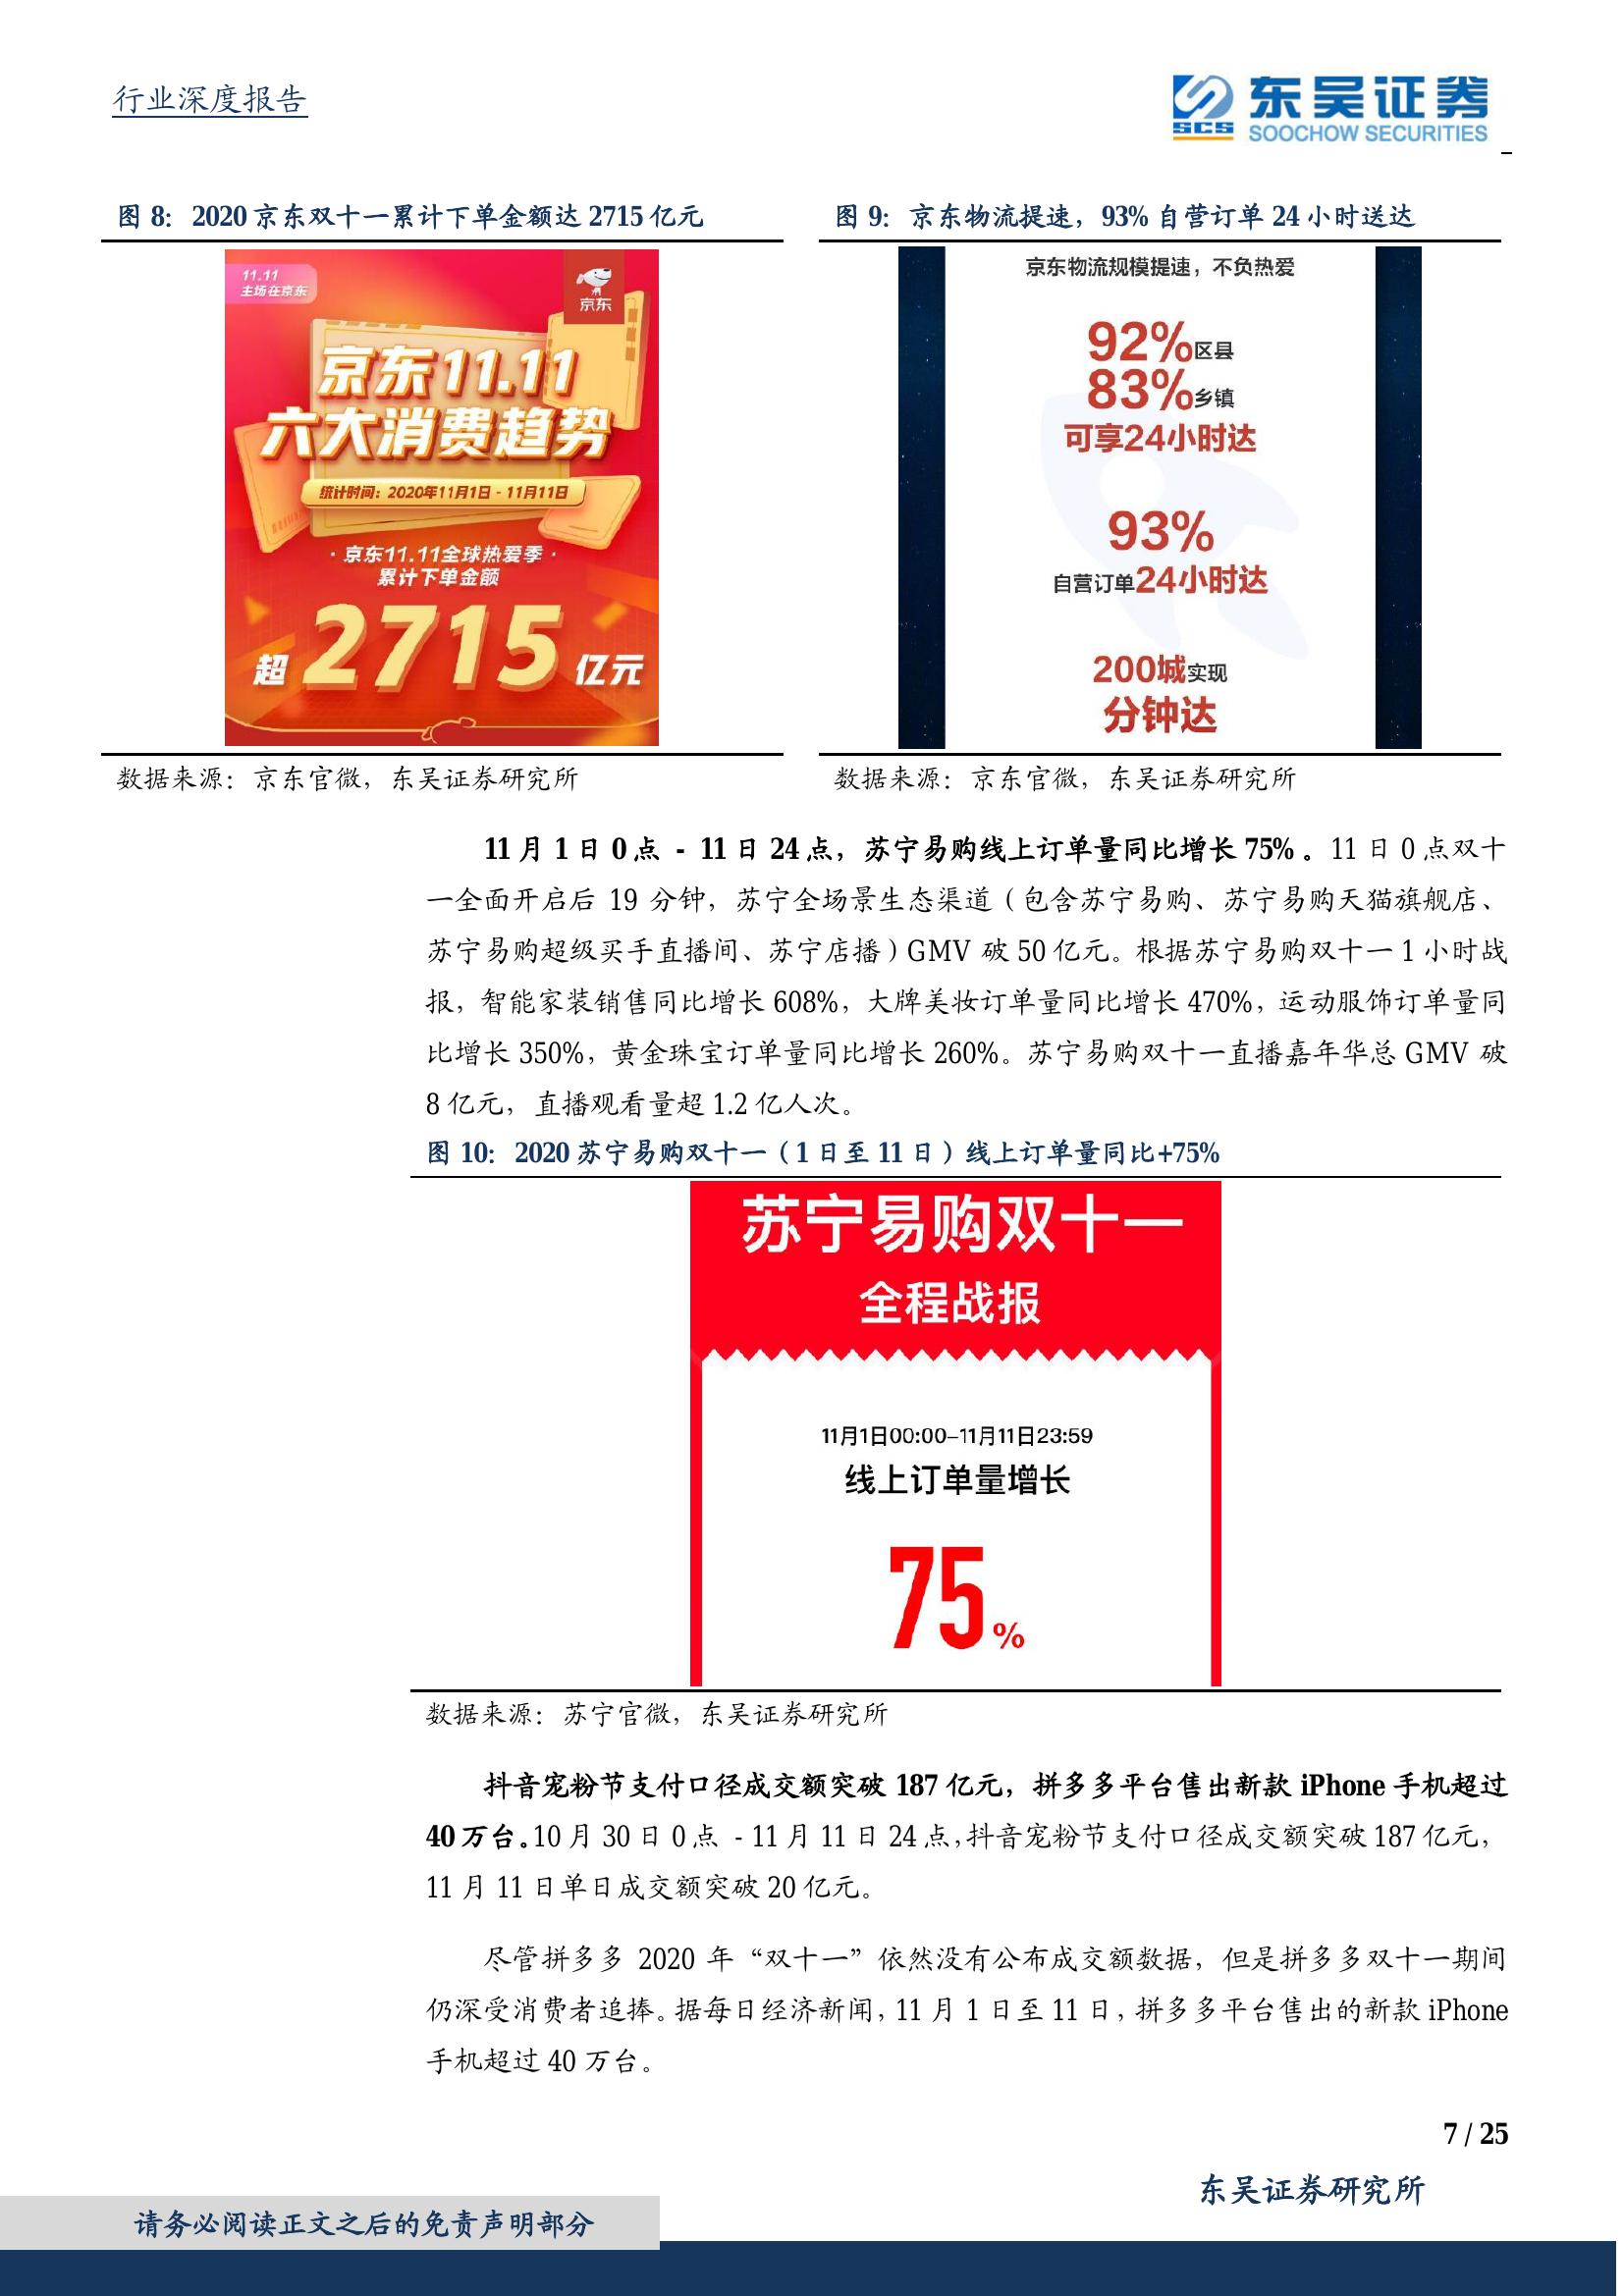 行业深度报告
SCS
东吴证券
SOOCHOW SECURITIES
图 8：2020 京东双十一累计下单金额达 2715 亿元
11.11
主场在京东
京东
京东11.11
六大消费趋势
统计时间：2020年11月1日 - 11月11日
· 京东11.11全球热爱季 ·
累计下单金额
超 2715 亿元
数据来源：京东官微，东吴证券研究所
图 9：京东物流提速，93% 自营订单 24 小时送达
京东物流规模提速，不负热爱
92%区县
83%乡镇
可享24小时达
93%
自营订单24小时达
200城实现
分钟达
数据来源：京东官微，东吴证券研究所
11 月 1 日 0 点 - 11 日 24 点，苏宁易购线上订单量同比增长 75% 。11 日 0 点双十
一全面开启后 19 分钟，苏宁全场景生态渠道（包含苏宁易购、苏宁易购天猫旗舰店、
苏宁易购超级买手直播间、苏宁店播）GMV 破 50 亿元。根据苏宁易购双十一 1 小时战
报，智能家装销售同比增长 608%，大牌美妆订单量同比增长 470%，运动服饰订单量同
比增长 350%，黄金珠宝订单量同比增长 260%。苏宁易购双十一直播嘉年华总 GMV 破
8 亿元，直播观看量超 1.2 亿人次。
图 10：2020 苏宁易购双十一（1 日至 11 日）线上订单量同比+75%
苏宁易购双十一
全程战报
11月1日00:00–11月11日23:59
线上订单量增长
75%
数据来源：苏宁官微，东吴证券研究所
抖音宠粉节支付口径成交额突破 187 亿元，拼多多平台售出新款 iPhone 手机超过
40 万台。10 月 30 日 0 点 - 11 月 11 日 24 点，抖音宠粉节支付口径成交额突破 187 亿元，
11 月 11 日单日成交额突破 20 亿元。
尽管拼多多 2020 年“双十一”依然没有公布成交额数据，但是拼多多双十一期间
仍深受消费者追捧。据每日经济新闻，11 月 1 日至 11 日，拼多多平台售出的新款 iPhone
手机超过 40 万台。
7 / 25
东吴证券研究所
请务必阅读正文之后的免责声明部分